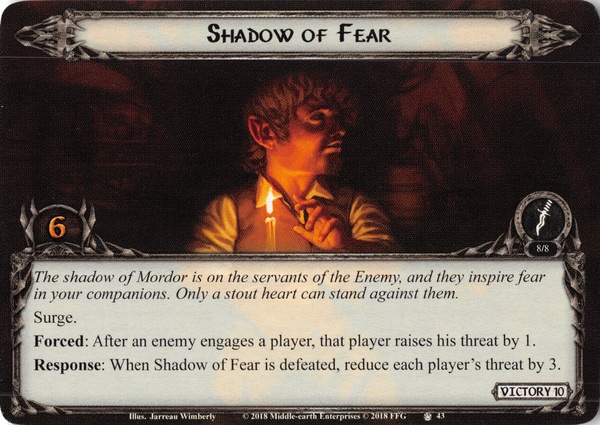 Shadow of Fear
6
8/8
The shadow of Mordor is on the servants of the Enemy, and they inspire fear
in your companions. Only a stout heart can stand against them.
Surge.
Forced: After an enemy engages a player, that player raises his threat by 1.
Response: When Shadow of Fear is defeated, reduce each player's threat by 3.
VICTORY 10
Illus. Jarreau Wimberly © 2018 Middle-earth Enterprises © 2018 FFG 43